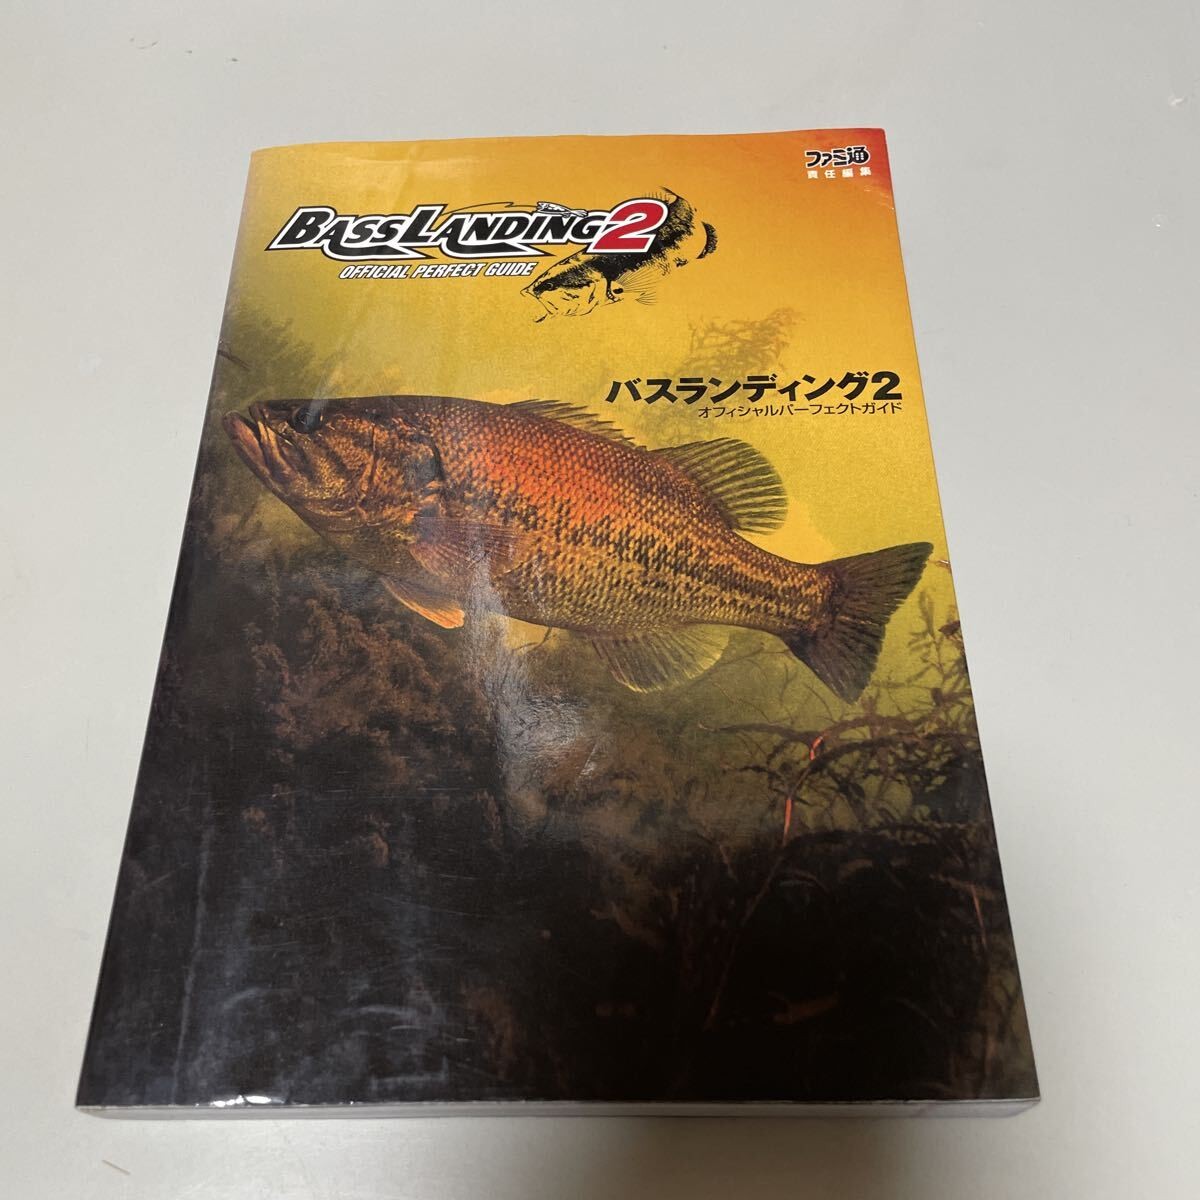 ファミ通
責任編集
BASS LANDING 2
OFFICIAL PERFECT GUIDE
バスランディング2
オフィシャルパーフェクトガイド